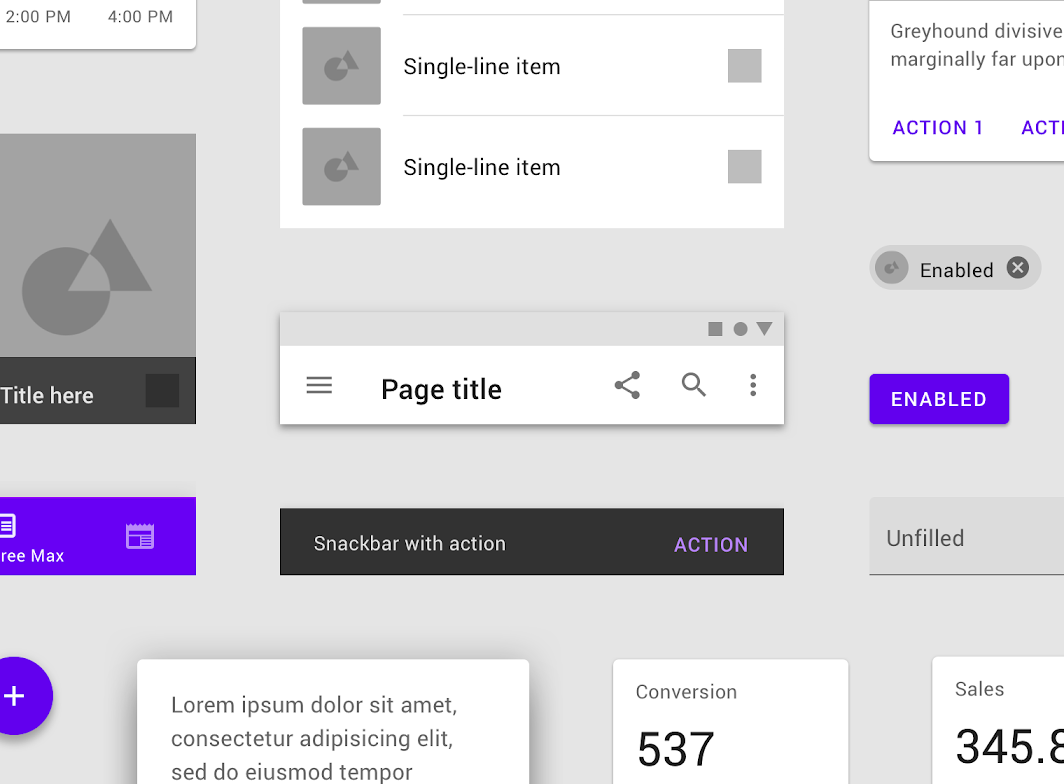 2:00 PM 4:00 PM
Single-line item
Single-line item
Greyhound divisive
marginally far upon
ACTION 1 ACTI
Enabled
Title here
Page title
ENABLED
ree Max
Snackbar with action ACTION
Unfilled
Lorem ipsum dolor sit amet,
consectetur adipisicing elit,
sed do eiusmod tempor
Conversion
537
Sales
345.8